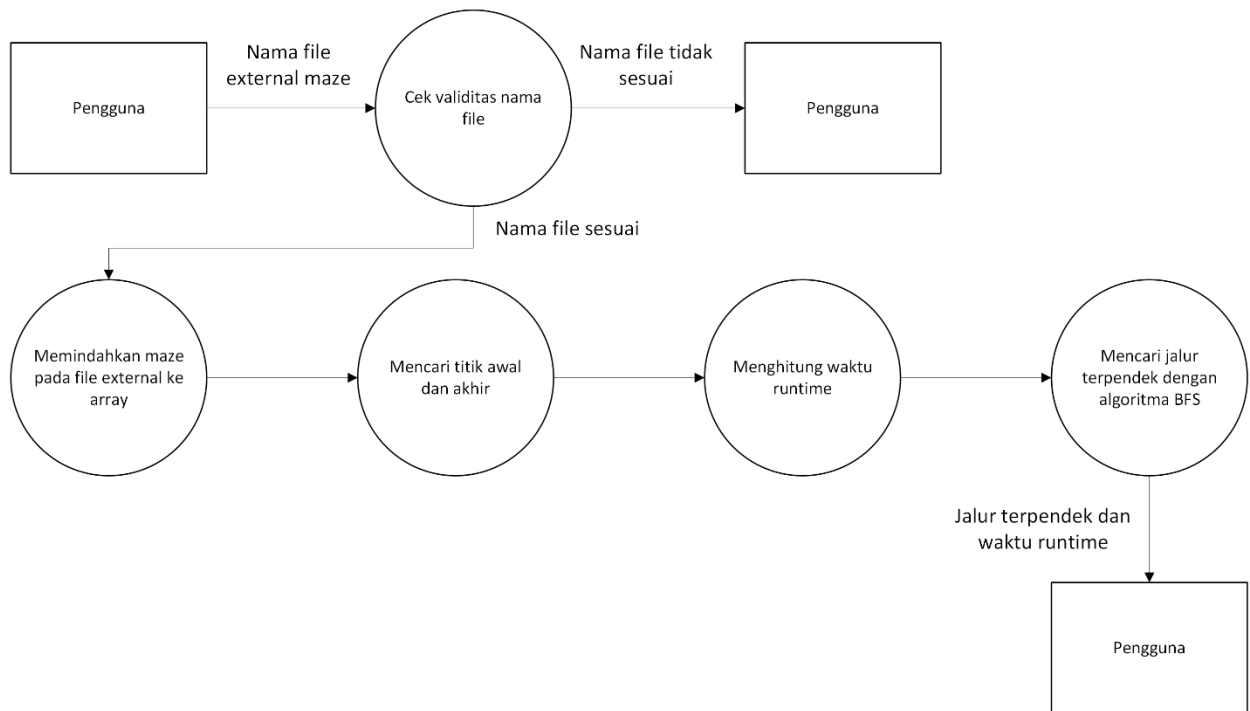 Nama file
external maze
Nama file tidak
sesuai
Pengguna
Cek validitas nama
file
Pengguna
Nama file sesuai
Memindahkan maze
pada file external ke
array
Mencari titik awal
dan akhir
Menghitung waktu
runtime
Mencari jalur
terpendek dengan
algoritma BFS
Jalur terpendek dan
waktu runtime
Pengguna